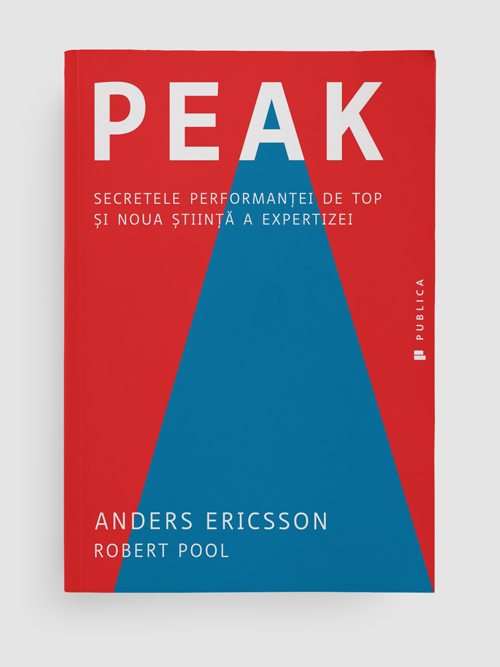 PEAK
SECRETELE PERFORMANȚEI DE TOP
ȘI NOUA ȘTIINȚĂ A EXPERTIZEI
PUBLICA
ANDERS ERICSSON
ROBERT POOL